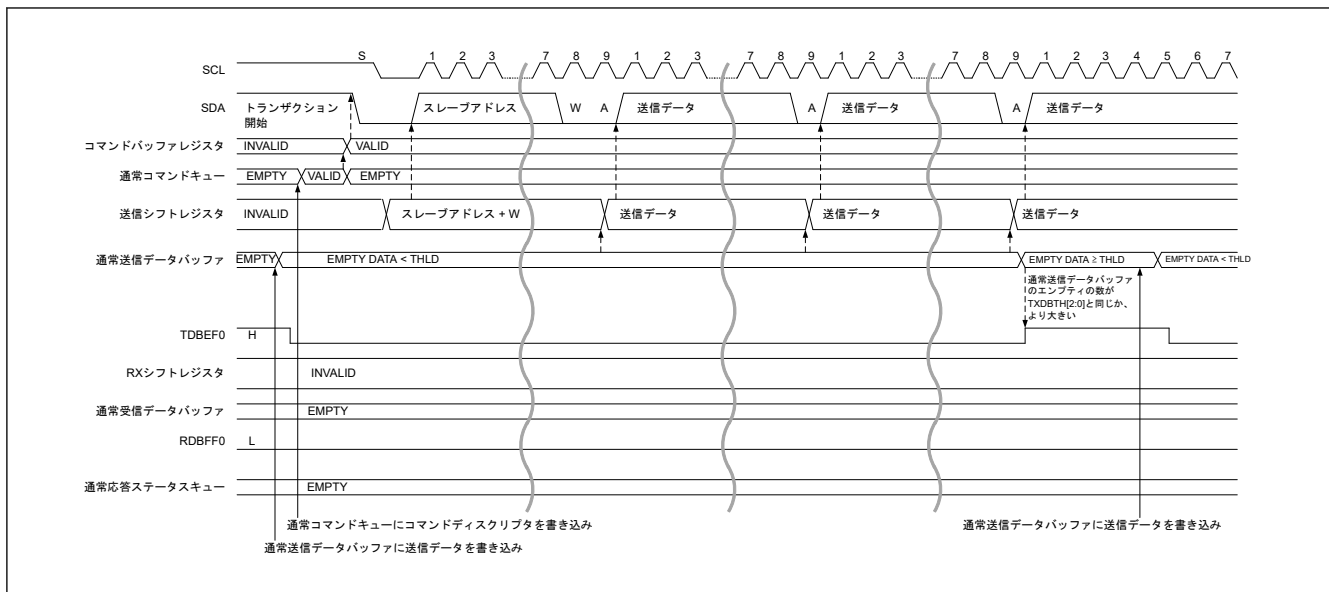 S 1 2 3 7 8 9 1 2 3 7 8 9 1 2 3 7 8 9 1 2 3 4 5 6 7
SCL
SDA トランザクション開始 スレーブアドレス W A 送信データ A 送信データ A 送信データ
コマンドバッファレジスタ INVALID VALID
通常コマンドキュー EMPTY VALID EMPTY
送信シフトレジスタ INVALID スレーブアドレス + W 送信データ 送信データ 送信データ
通常送信データバッファ EMPTY EMPTY DATA < THLD EMPTY DATA ≥ THLD EMPTY DATA < THLD
通常送信データバッファ
のエンプティの数が
TXDBTH[2:0]と同じか、
より大きい
TDBEF0 H
RXシフトレジスタ INVALID
通常受信データバッファ EMPTY
RDBFF0 L
通常応答ステータスキュー EMPTY
通常コマンドキューにコマンドディスクリプタを書き込み 通常送信データバッファに送信データを書き込み
通常送信データバッファに送信データを書き込み